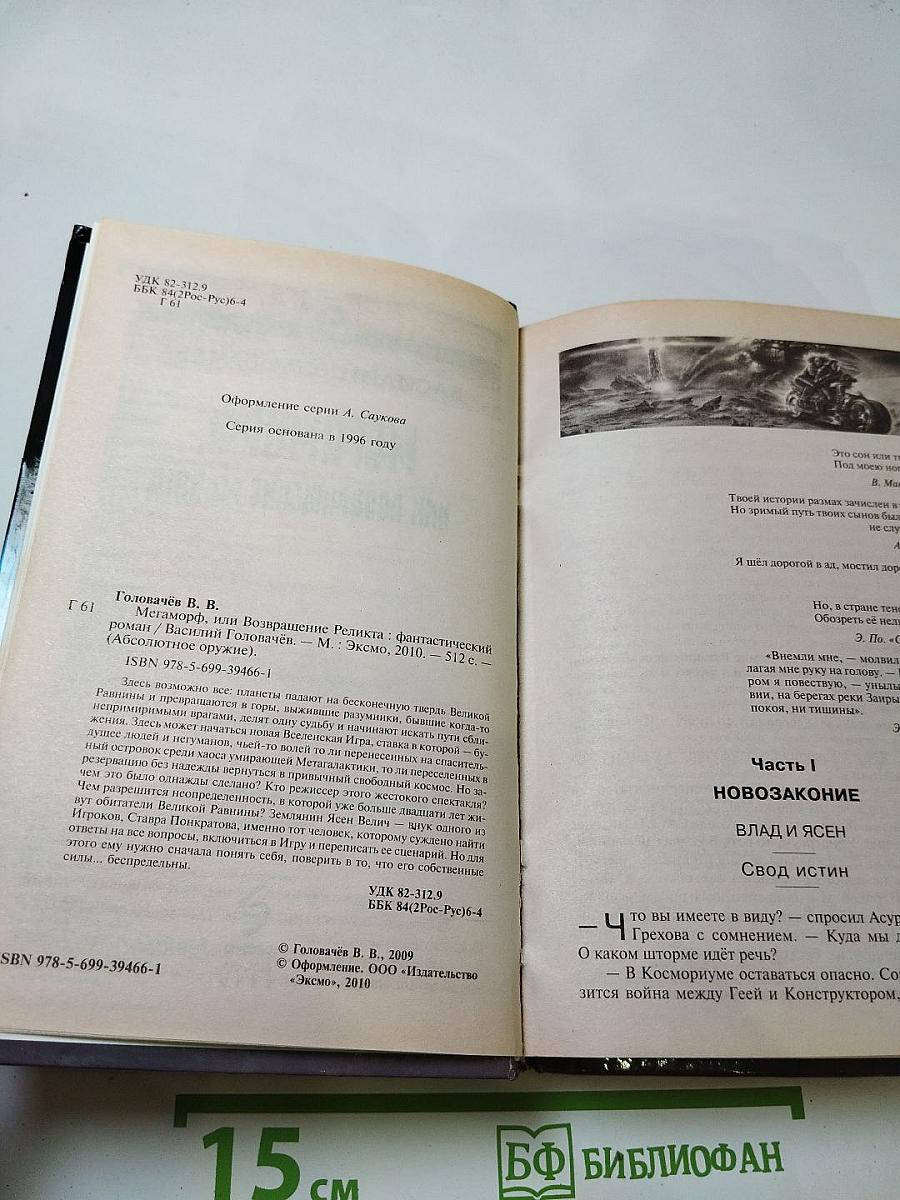 УДК 82-312.9
ББК 84(2Рос-Рус)6-4
Г 61
Оформление серии А. Саукова
Серия основана в 1996 году
Головачёв В. В.
Г 61 Мегаморф, или Возвращение Реликта : фантастический
роман / Василий Головачёв. — М. : Эксмо, 2010. — 512 с. —
(Абсолютное оружие).
ISBN 978-5-699-39466-1
Здесь возможно все: планеты падают на бесконечную твердь Великой
Равнины и превращаются в горы, выжившие разумники, бывшие когда-то
непримиримыми врагами, делят одну судьбу и начинают искать пути сбли-
жения. Здесь может начаться новая Вселенская Игра, ставка в которой — бу-
дущее людей и негуманов, чьей-то волей то ли перенесенных на спаситель-
ный островок среди хаоса умирающей Метагалактики, то ли переселенных в
резервацию без надежды вернуться в привычный свободный космос. Но за-
чем это было однажды сделано? Кто режиссер этого жестокого спектакля?
Чем разрешится неопределенность, в которой уже больше двадцати лет жи-
вут обитатели Великой Равнины? Землянин Ясен Велич — внук одного из
Игроков, Ставра Понкратова, именно тот человек, которому суждено найти
ответы на все вопросы, включиться в Игру и переписать ее сценарий. Но для
этого ему нужно сначала понять себя, поверить в то, что его собственные
силы... беспредельны.
УДК 82-312.9
ББК 84(2Рос-Рус)6-4
© Головачёв В. В., 2009
© Оформление. ООО «Издательство
«Эксмо», 2010
ISBN 978-5-699-39466-1
Это сон или
Под моею
В.
Твоей истории размах зачислен в
Но зримый путь твоих сынов
не
Я шёл дорогой в ад, мостил
Но, в стране
Обозреть её
Э. По.
«Внемли мне, — молвил
лагая мне руку на голову. —
ром я повествую, —
вии, на берегах реки Заиры
покоя, ни тишины».
Часть I
НОВОЗАКОНИЕ
ВЛАД И ЯСЕН
Свод истин
— Что вы имеете в виду? — спросил
Грехова с сомнением. — Куда мы
О каком шторме идёт речь?
— В Космориуме оставаться опасно.
зится война между Геей и Конструктором,
15 см
БФ БИБЛИОФАН